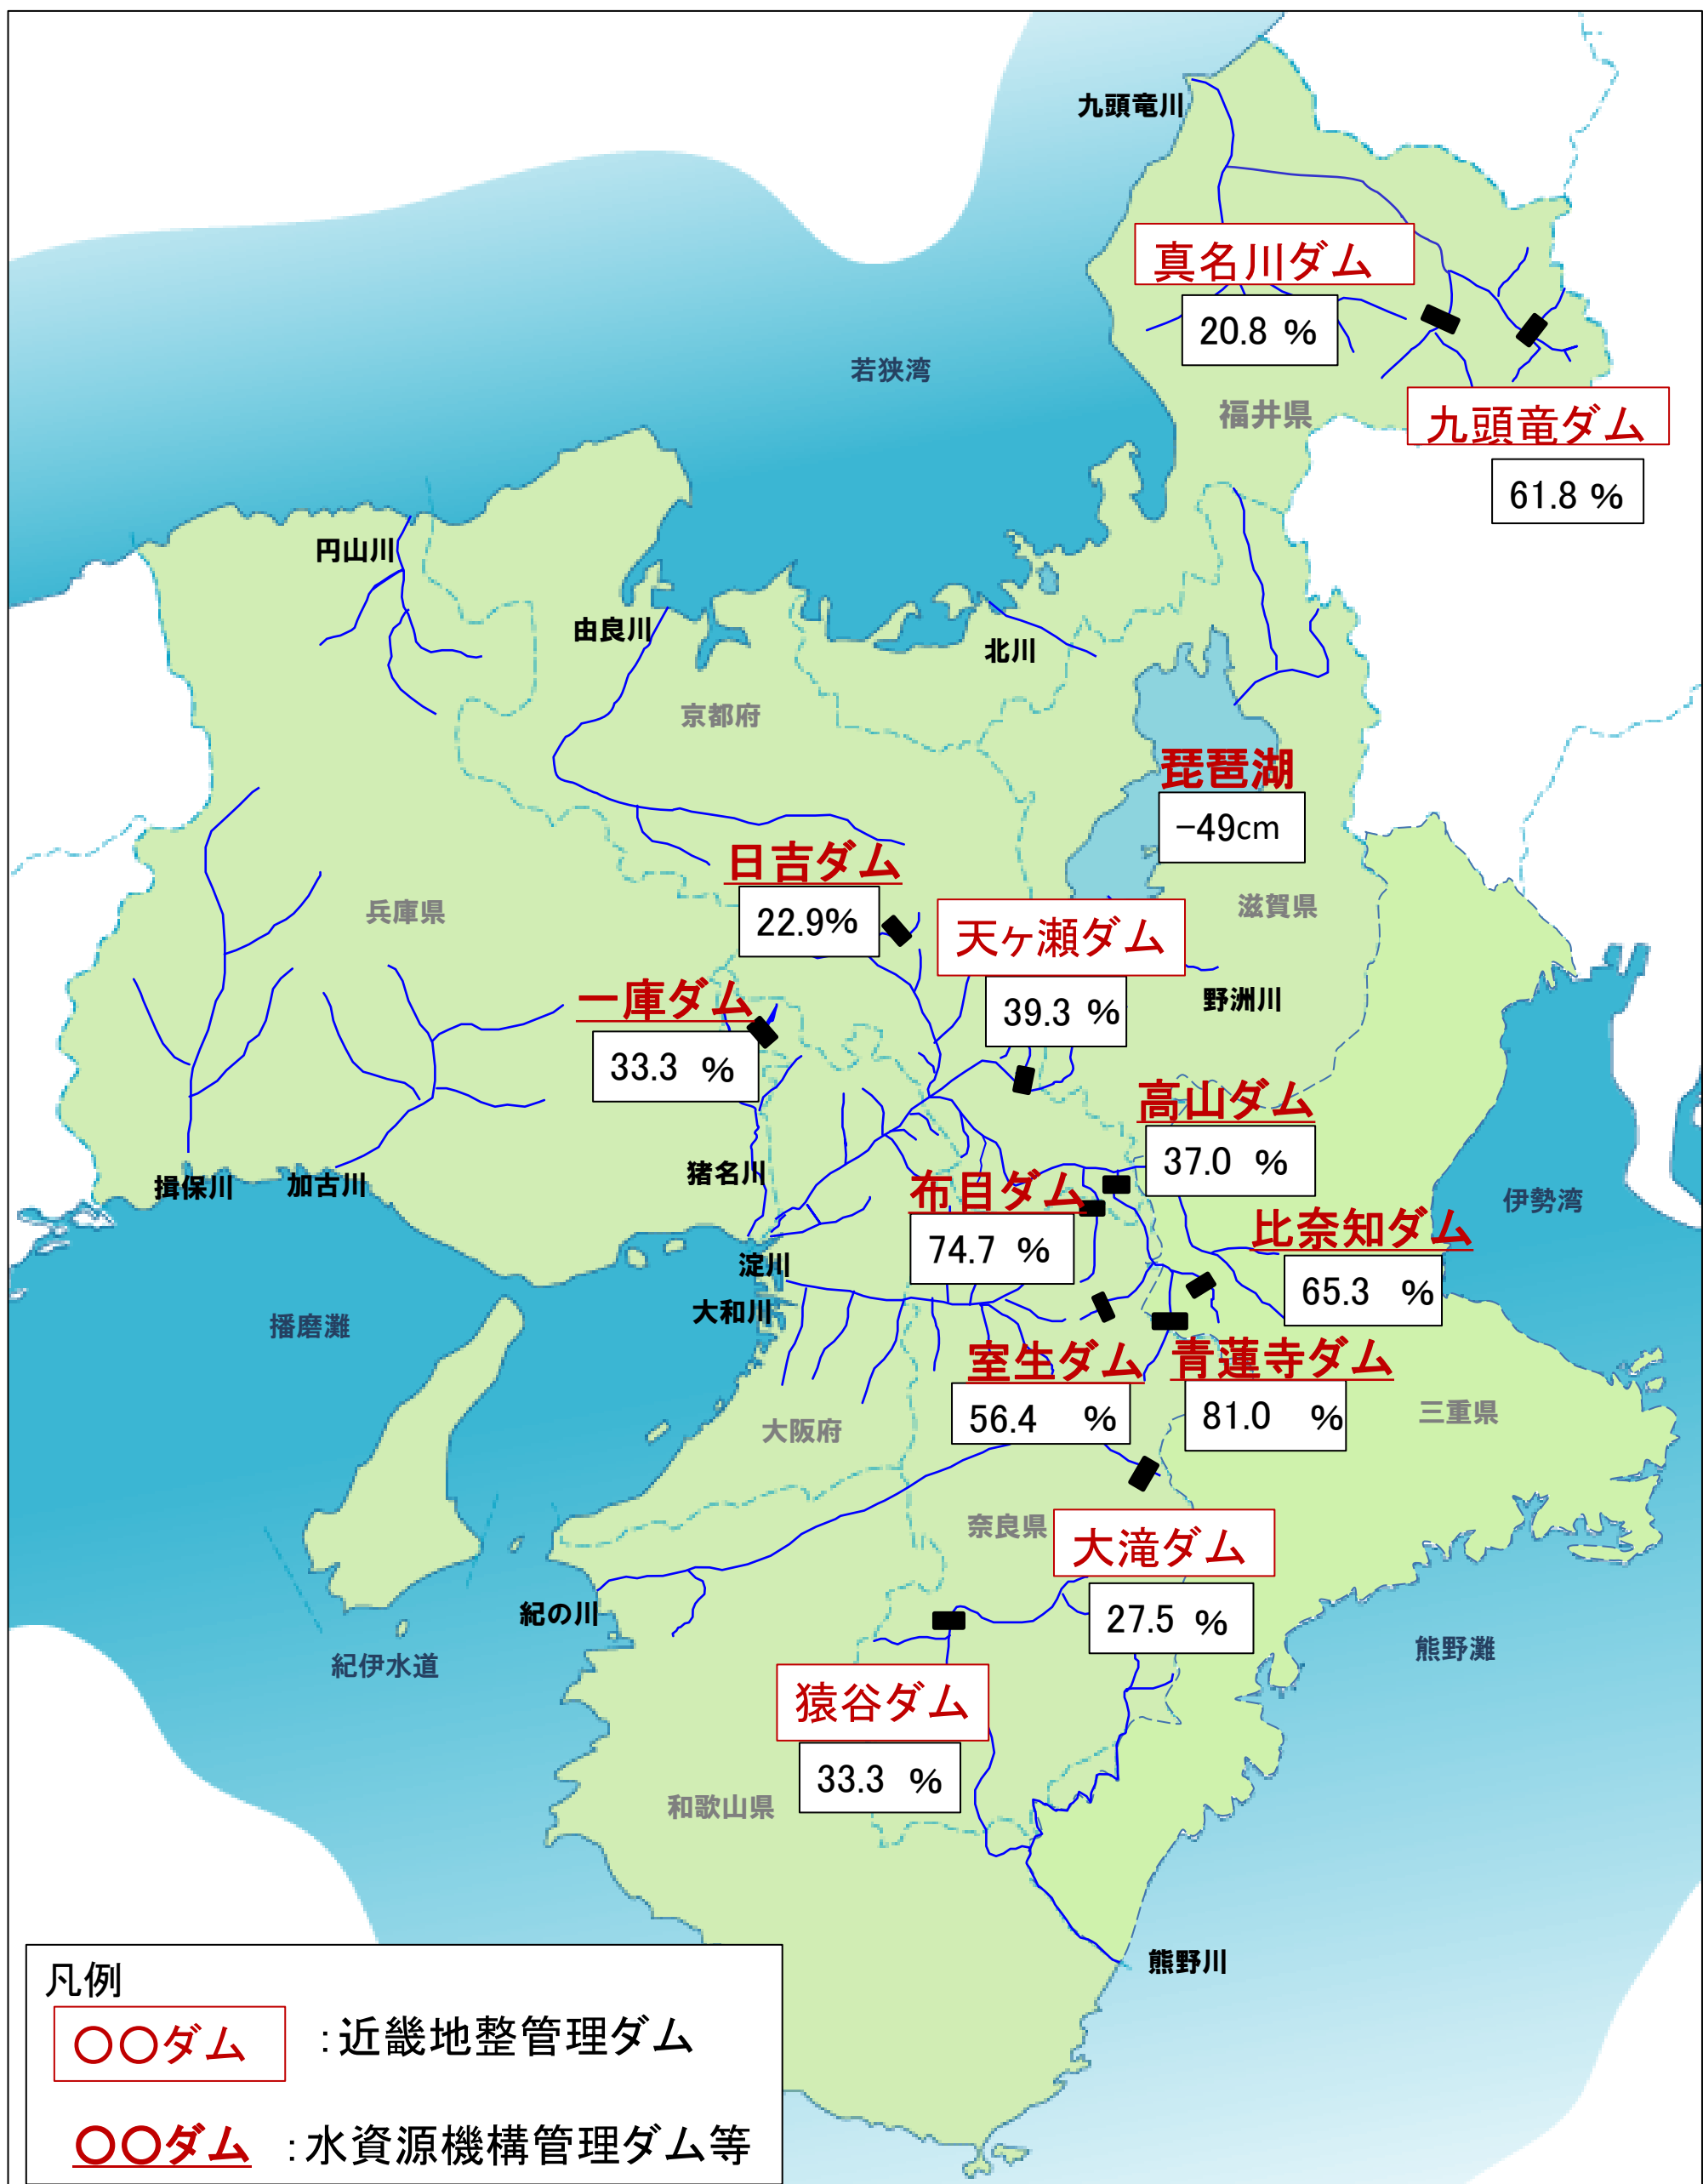 九頭竜川
真名川ダム
20.8 %
若狭湾
福井県
九頭竜ダム
61.8 %
円山川
由良川
北川
京都府
琵琶湖
−49cm
日吉ダム
22.9%
兵庫県
天ヶ瀬ダム
39.3 %
滋賀県
野洲川
一庫ダム
33.3 %
高山ダム
37.0 %
猪名川
揖保川
加古川
布目ダム
74.7 %
伊勢湾
比奈知ダム
65.3 %
淀川
大和川
播磨灘
室生ダム
56.4 %
青蓮寺ダム
81.0 %
三重県
大阪府
奈良県
大滝ダム
27.5 %
紀の川
紀伊水道
熊野灘
猿谷ダム
33.3 %
和歌山県
熊野川
凡例
〇〇ダム :近畿地整管理ダム
〇〇ダム :水資源機構管理ダム等